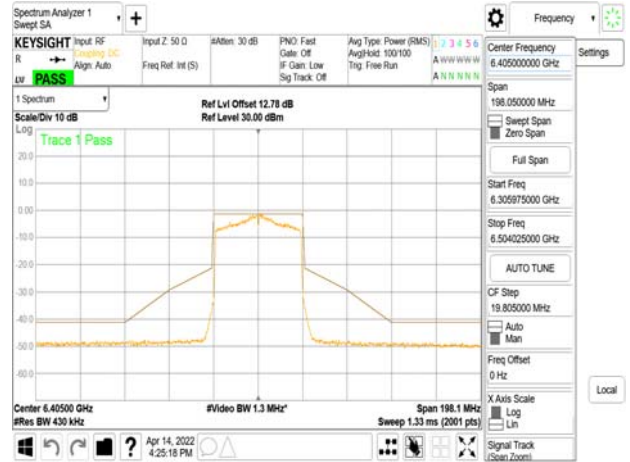 Spectrum Analyzer 1
Swept SA
Frequency
KEYSIGHT Input: RF Input Z: 50 Ω #Atten: 30 dB PNO: Fast Avg Type: Power (RMS) 1 2 3 4 5 6
R Coupling: DC Gate: Off Avg|Hold: 100/100 A W W W W W
Align: Auto Freq Ref: Int (S) IF Gain: Low Trig: Free Run
LU PASS Sig Track: Off A N N N N N
1 Spectrum
Ref Lvl Offset 12.78 dB
Scale/Div 10 dB Ref Level 30.00 dBm
Log
Trace 1 Pass
20.0
10.0
0.00
-10.0
-20.0
-30.0
-40.0
-50.0
-60.0
Center 6.40500 GHz #Video BW 1.3 MHz* Span 198.1 MHz
#Res BW 430 kHz Sweep 1.33 ms (2001 pts)
Apr 14, 2022
4:25:18 PM
Center Frequency
6.405000000 GHz
Settings
Span
198.050000 MHz
Swept Span
Zero Span
Full Span
Start Freq
6.305975000 GHz
Stop Freq
6.504025000 GHz
AUTO TUNE
CF Step
19.805000 MHz
Auto
Man
Freq Offset
0 Hz
Local
X Axis Scale
Log
Lin
Signal Track
(Span Zoom)